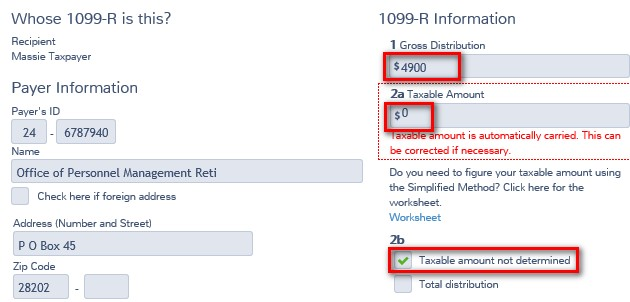 Whose 1099-R is this?
Recipient
Massie Taxpayer
Payer Information
Payer's ID
24 - 6787940
Name
Office of Personnel Management Reti
Check here if foreign address
Address (Number and Street)
P O Box 45
Zip Code
28202 -
1099-R Information
1 Gross Distribution
$ 4900
2a Taxable Amount
$ 0
Taxable amount is automatically carried. This can
be corrected if necessary.
Do you need to figure your taxable amount using
the Simplified Method? Click here for the
worksheet.
Worksheet
2b
Taxable amount not determined
Total distribution